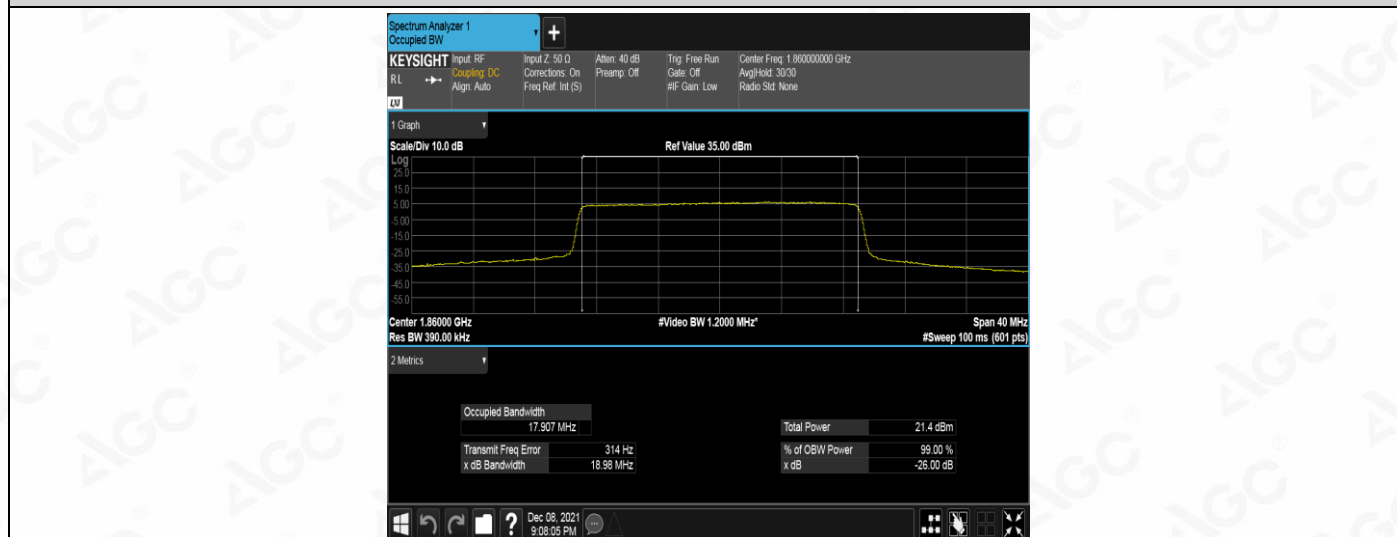 Spectrum Analyzer 1
Occupied BW
+
KEYSIGHT
RL
LXI
Input: RF
Coupling: DC
Align: Auto
Input Z: 50 Ω
Corrections: On
Freq Ref: Int (S)
Atten: 40 dB
Preamp: Off
Trig: Free Run
Gate: Off
#IF Gain: Low
Center Freq: 1.860000000 GHz
Avg|Hold: 30/30
Radio Std: None
1 Graph
Scale/Div 10.0 dB
Ref Value 35.00 dBm
Log
25.0
15.0
5.00
-5.00
-15.0
-25.0
-35.0
-45.0
-55.0
Center 1.86000 GHz
#Video BW 1.2000 MHz*
Span 40 MHz
Res BW 390.00 kHz
#Sweep 100 ms (601 pts)
2 Metrics
Occupied Bandwidth
17.907 MHz
Total Power 21.4 dBm
Transmit Freq Error 314 Hz
% of OBW Power 99.00 %
x dB Bandwidth 18.98 MHz
x dB -26.00 dB
?
Dec 08, 2021
9:08:05 PM
AGC